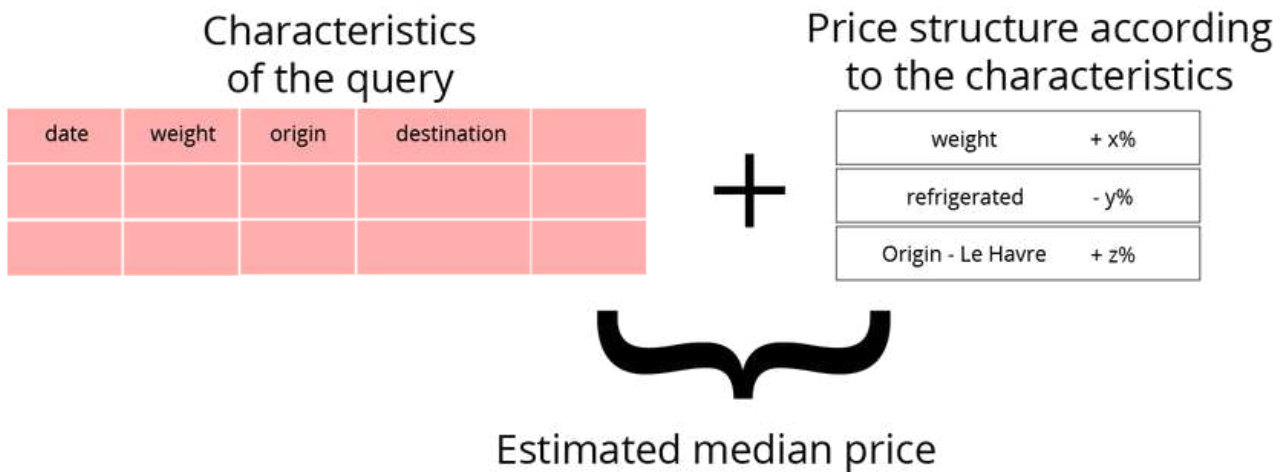 Characteristics
of the query
date weight origin destination
+
Price structure according
to the characteristics
weight + x%
refrigerated - y%
Origin - Le Havre + z%
Estimated median price